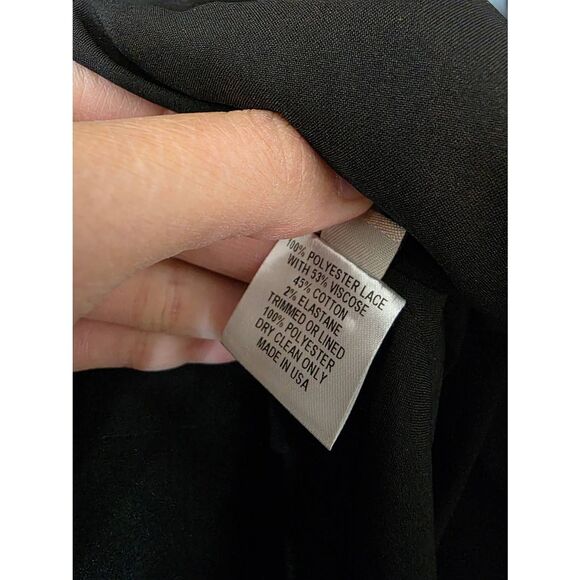 100% POLYESTER LACE
WITH 53% VISCOSE
45% COTTON
2% ELASTANE
TRIMMED OR LINED
100% POLYESTER
DRY CLEAN ONLY
MADE IN USA